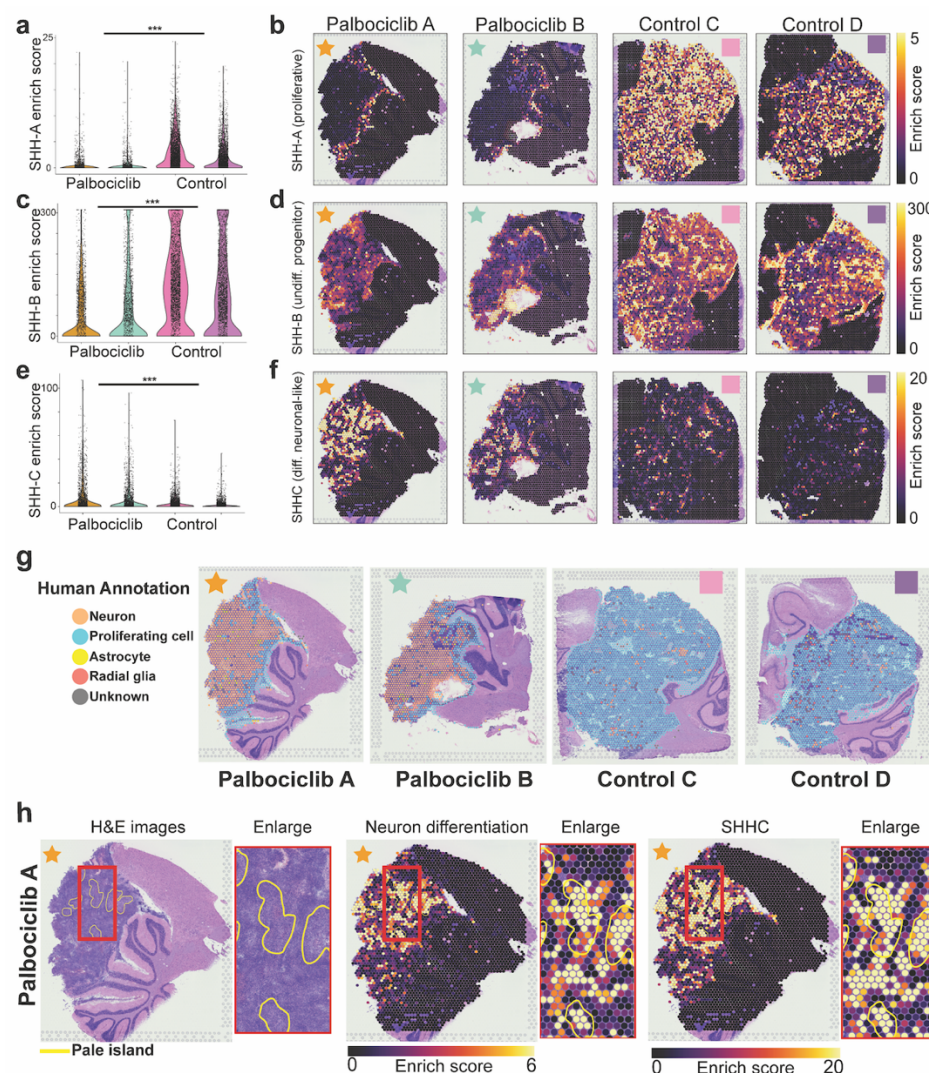 a
SHH-A enrich score
25
0
***
Palbociclib Control
b
Palbociclib A Palbociclib B Control C Control D
SHH-A (proliferative)
5
0
Enrich score
c
SHH-B enrich score
300
0
***
Palbociclib Control
d
SHH-B (undiff. progenitor)
300
0
Enrich score
e
SHH-C enrich score
100
0
***
Palbociclib Control
f
SHHC (diff. neuronal-like)
20
0
Enrich score
g
Human Annotation
Neuron
Proliferating cell
Astrocyte
Radial glia
Unknown
Palbociclib A Palbociclib B Control C Control D
h
Palbociclib A
H&E images Enlarge Neuron differentiation Enlarge SHHC Enlarge
Pale island
0 Enrich score 6
0 Enrich score 20